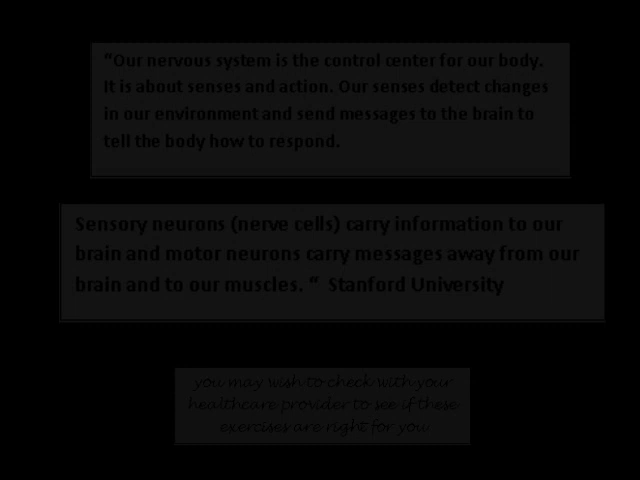 “Our nervous system is the control center for our body.
It is about senses and action. Our senses detect changes
in our environment and send messages to the brain to
tell the body how to respond.
Sensory neurons (nerve cells) carry information to our
brain and motor neurons carry messages away from our
brain and to our muscles. “ Stanford University
you may wish to check with your
healthcare provider to see if these
exercises are right for you